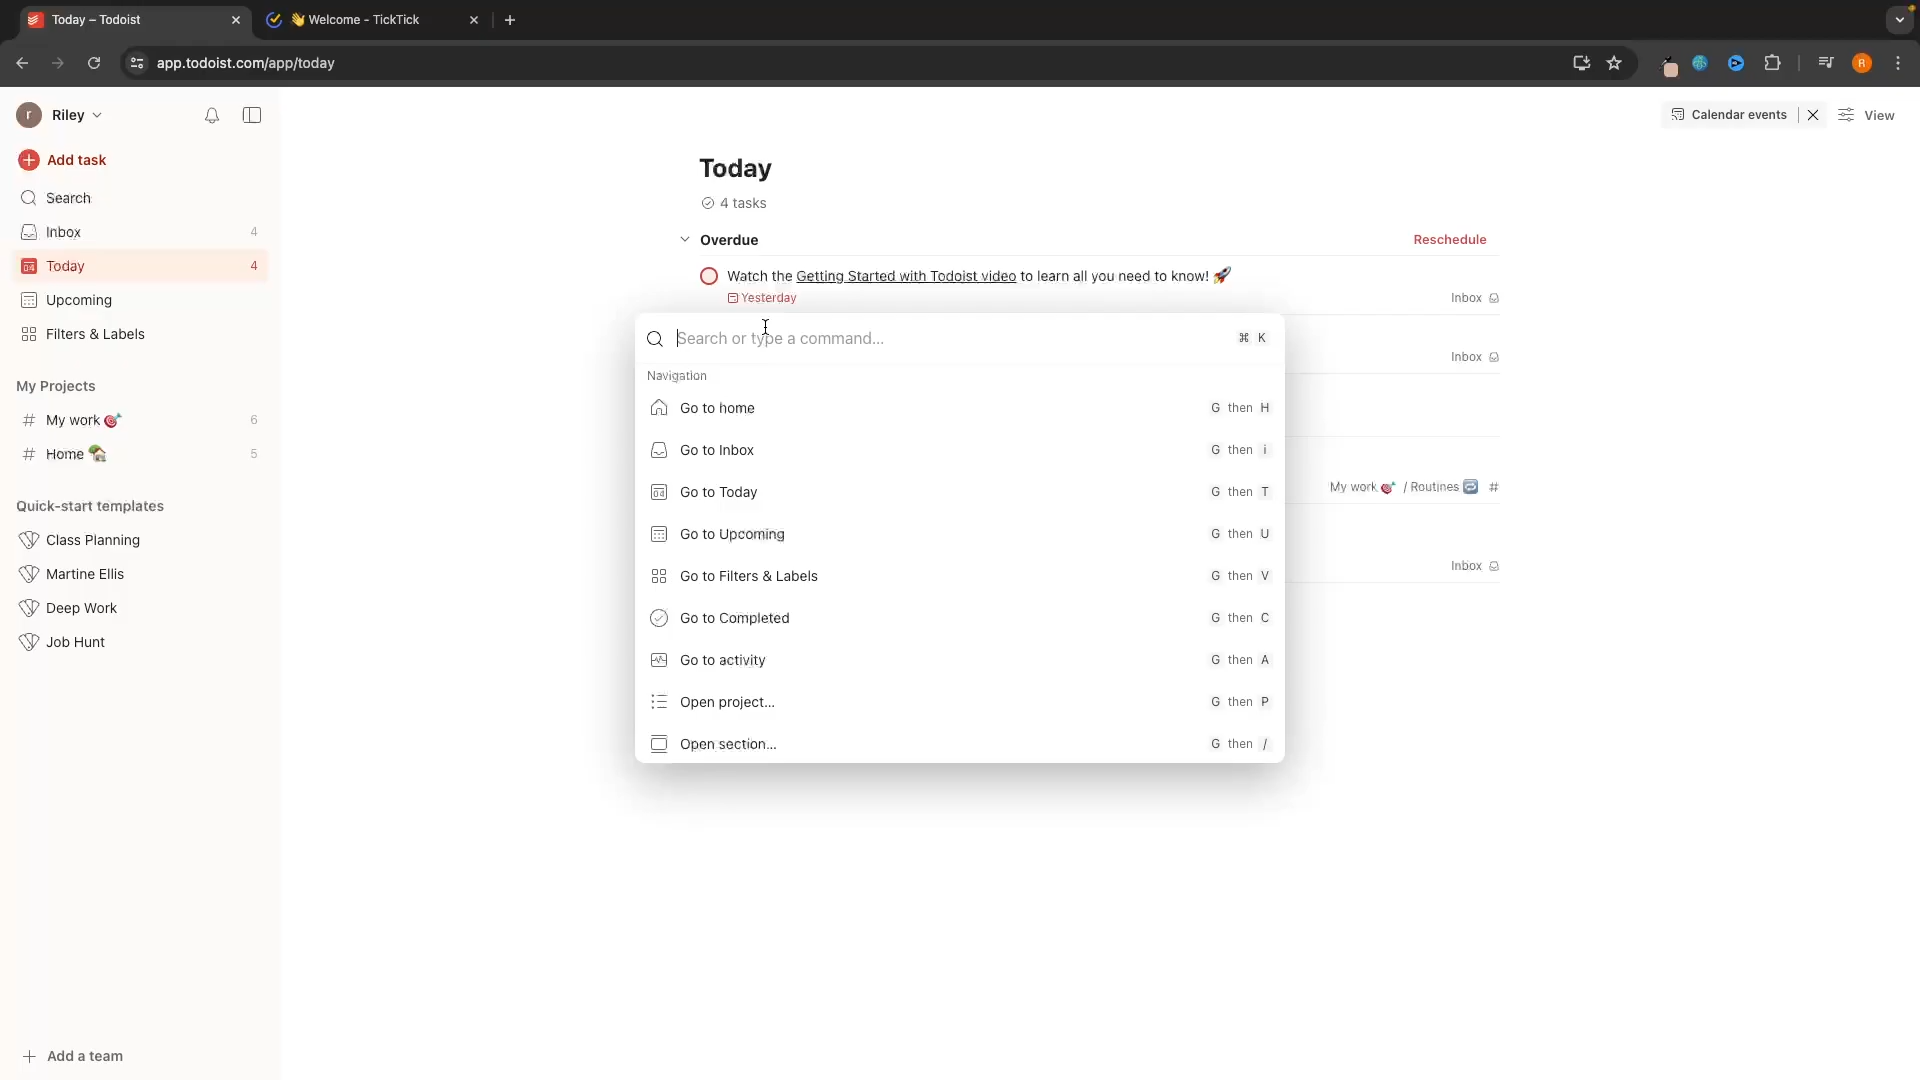 Today – Todoist
👋 Welcome - TickTick
app.todoist.com/app/today
R
r Riley
Calendar events
View
Add task
Search
Inbox 4
04 Today 4
Upcoming
Filters & Labels
My Projects
# My work 🎯 6
# Home 🏡 5
Quick-start templates
Class Planning
Martine Ellis
Deep Work
Job Hunt
Add a team
Today
4 tasks
Overdue
Reschedule
Watch the Getting Started with Todoist video to learn all you need to know! 🚀
Yesterday
Inbox
Search or type a command...
⌘ K
Inbox
Navigation
Go to home G then H
Go to Inbox G then i
04 Go to Today G then T
My work 🎯 / Routines 🔁 #
Go to Upcoming G then U
Go to Filters & Labels G then V
Inbox
Go to Completed G then C
Go to activity G then A
Open project... G then P
Open section... G then /